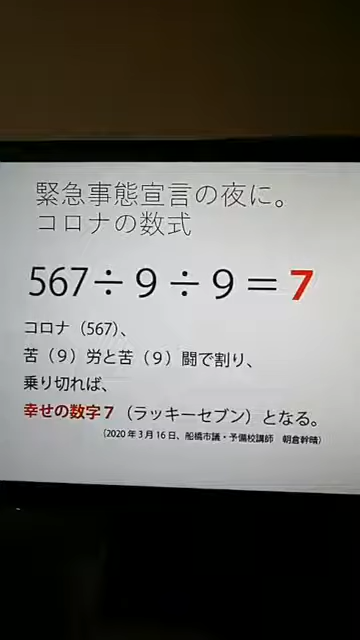 緊急事態宣言の夜に。
コロナの数式
567÷9÷9=7
コロナ（567）、
苦（9）労と苦（9）闘で割り、
乗り切れば、
幸せの数字７（ラッキーセブン）となる。
（2020年3月16日、船橋市議・予備校講師　朝倉幹晴）